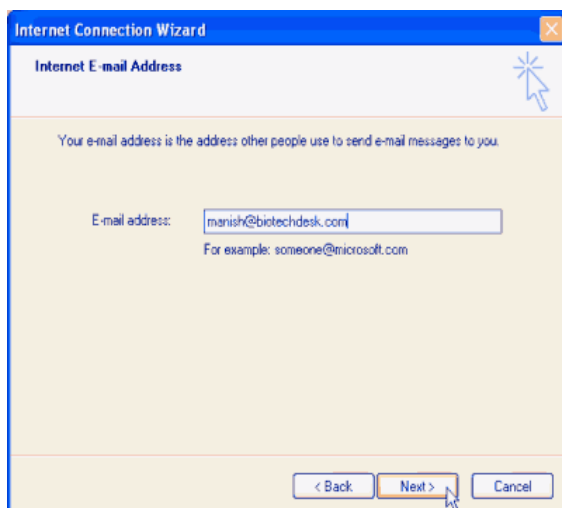 Internet Connection Wizard
Internet E-mail Address
Your e-mail address is the address other people use to send e-mail messages to you.
E-mail address: manish@biotechdesk.com
For example: someone@microsoft.com
< Back Next > Cancel